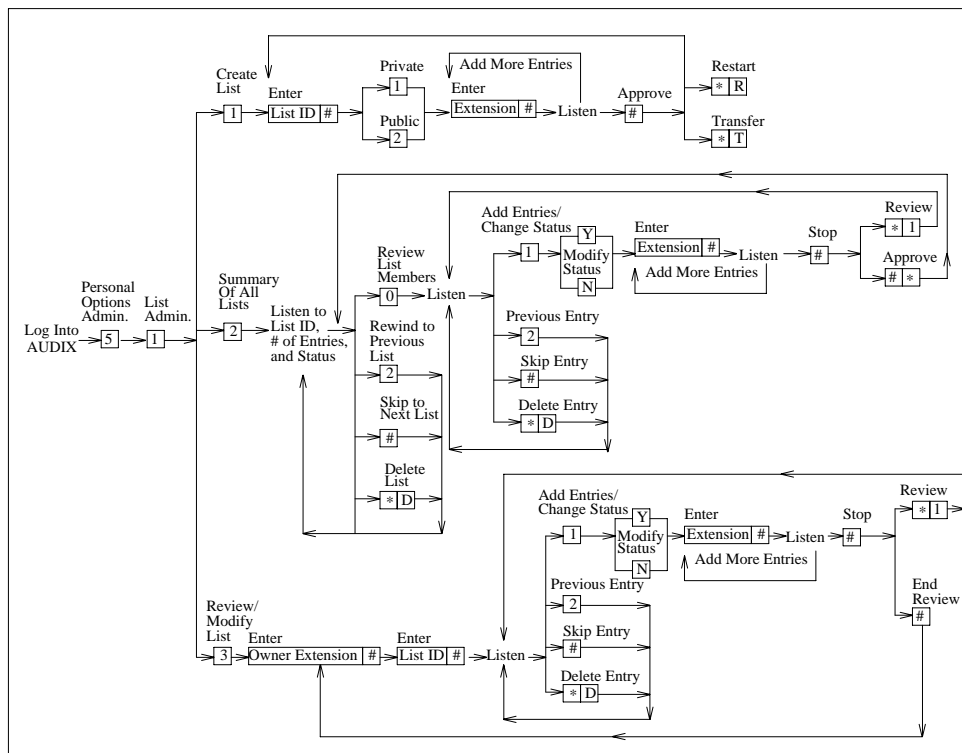 Create
List
1
Enter
List ID #
Private
1
Public
2
Add More Entries
Enter
Extension #
Listen
Approve
#
Restart
* R
Transfer
* T
Log Into
AUDIX
Personal
Options
Admin.
5
List
Admin.
1
Summary
Of All
Lists
2
Listen to
List ID,
# of Entries,
and Status
Review
List
Members
0
Listen
Rewind to
Previous
List
2
Skip to
Next List
#
Delete
List
* D
Add Entries/
Change Status
1
Y
Modify
Status
N
Enter
Extension #
Add More Entries
Listen
Stop
#
Review
* 1
Approve
# *
Previous Entry
2
Skip Entry
#
Delete Entry
* D
Review/
Modify
List
3
Enter
Owner Extension #
Enter
List ID #
Listen
Add Entries/
Change Status
1
Y
Modify
Status
N
Enter
Extension #
Add More Entries
Listen
Stop
#
Review
* 1
End
Review
#
Previous Entry
2
Skip Entry
#
Delete Entry
* D